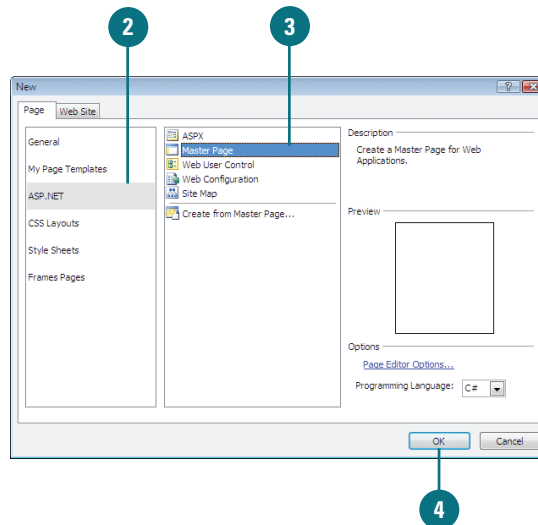 2
3
New
Page
Web Site
General
My Page Templates
ASP.NET
CSS Layouts
Style Sheets
Frames Pages
ASPX
Master Page
Web User Control
Web Configuration
Site Map
Create from Master Page...
Description
Create a Master Page for Web
Applications.
Preview
Options
Page Editor Options...
Programming Language: C#
OK
Cancel
4